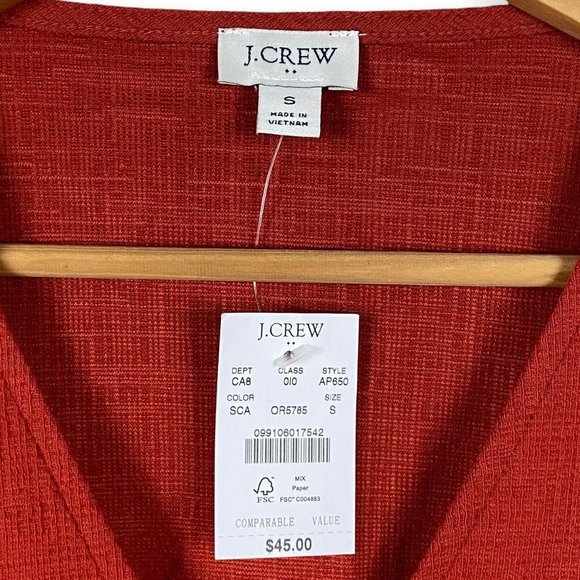 J.CREW
S
MADE IN
VIETNAM
J.CREW
DEPT CLASS STYLE
CA8 010 AP650
COLOR SIZE
SCA OR5785 S
099106017542
MIX
Paper
FSC FSC® C004883
COMPARABLE VALUE
$45.00